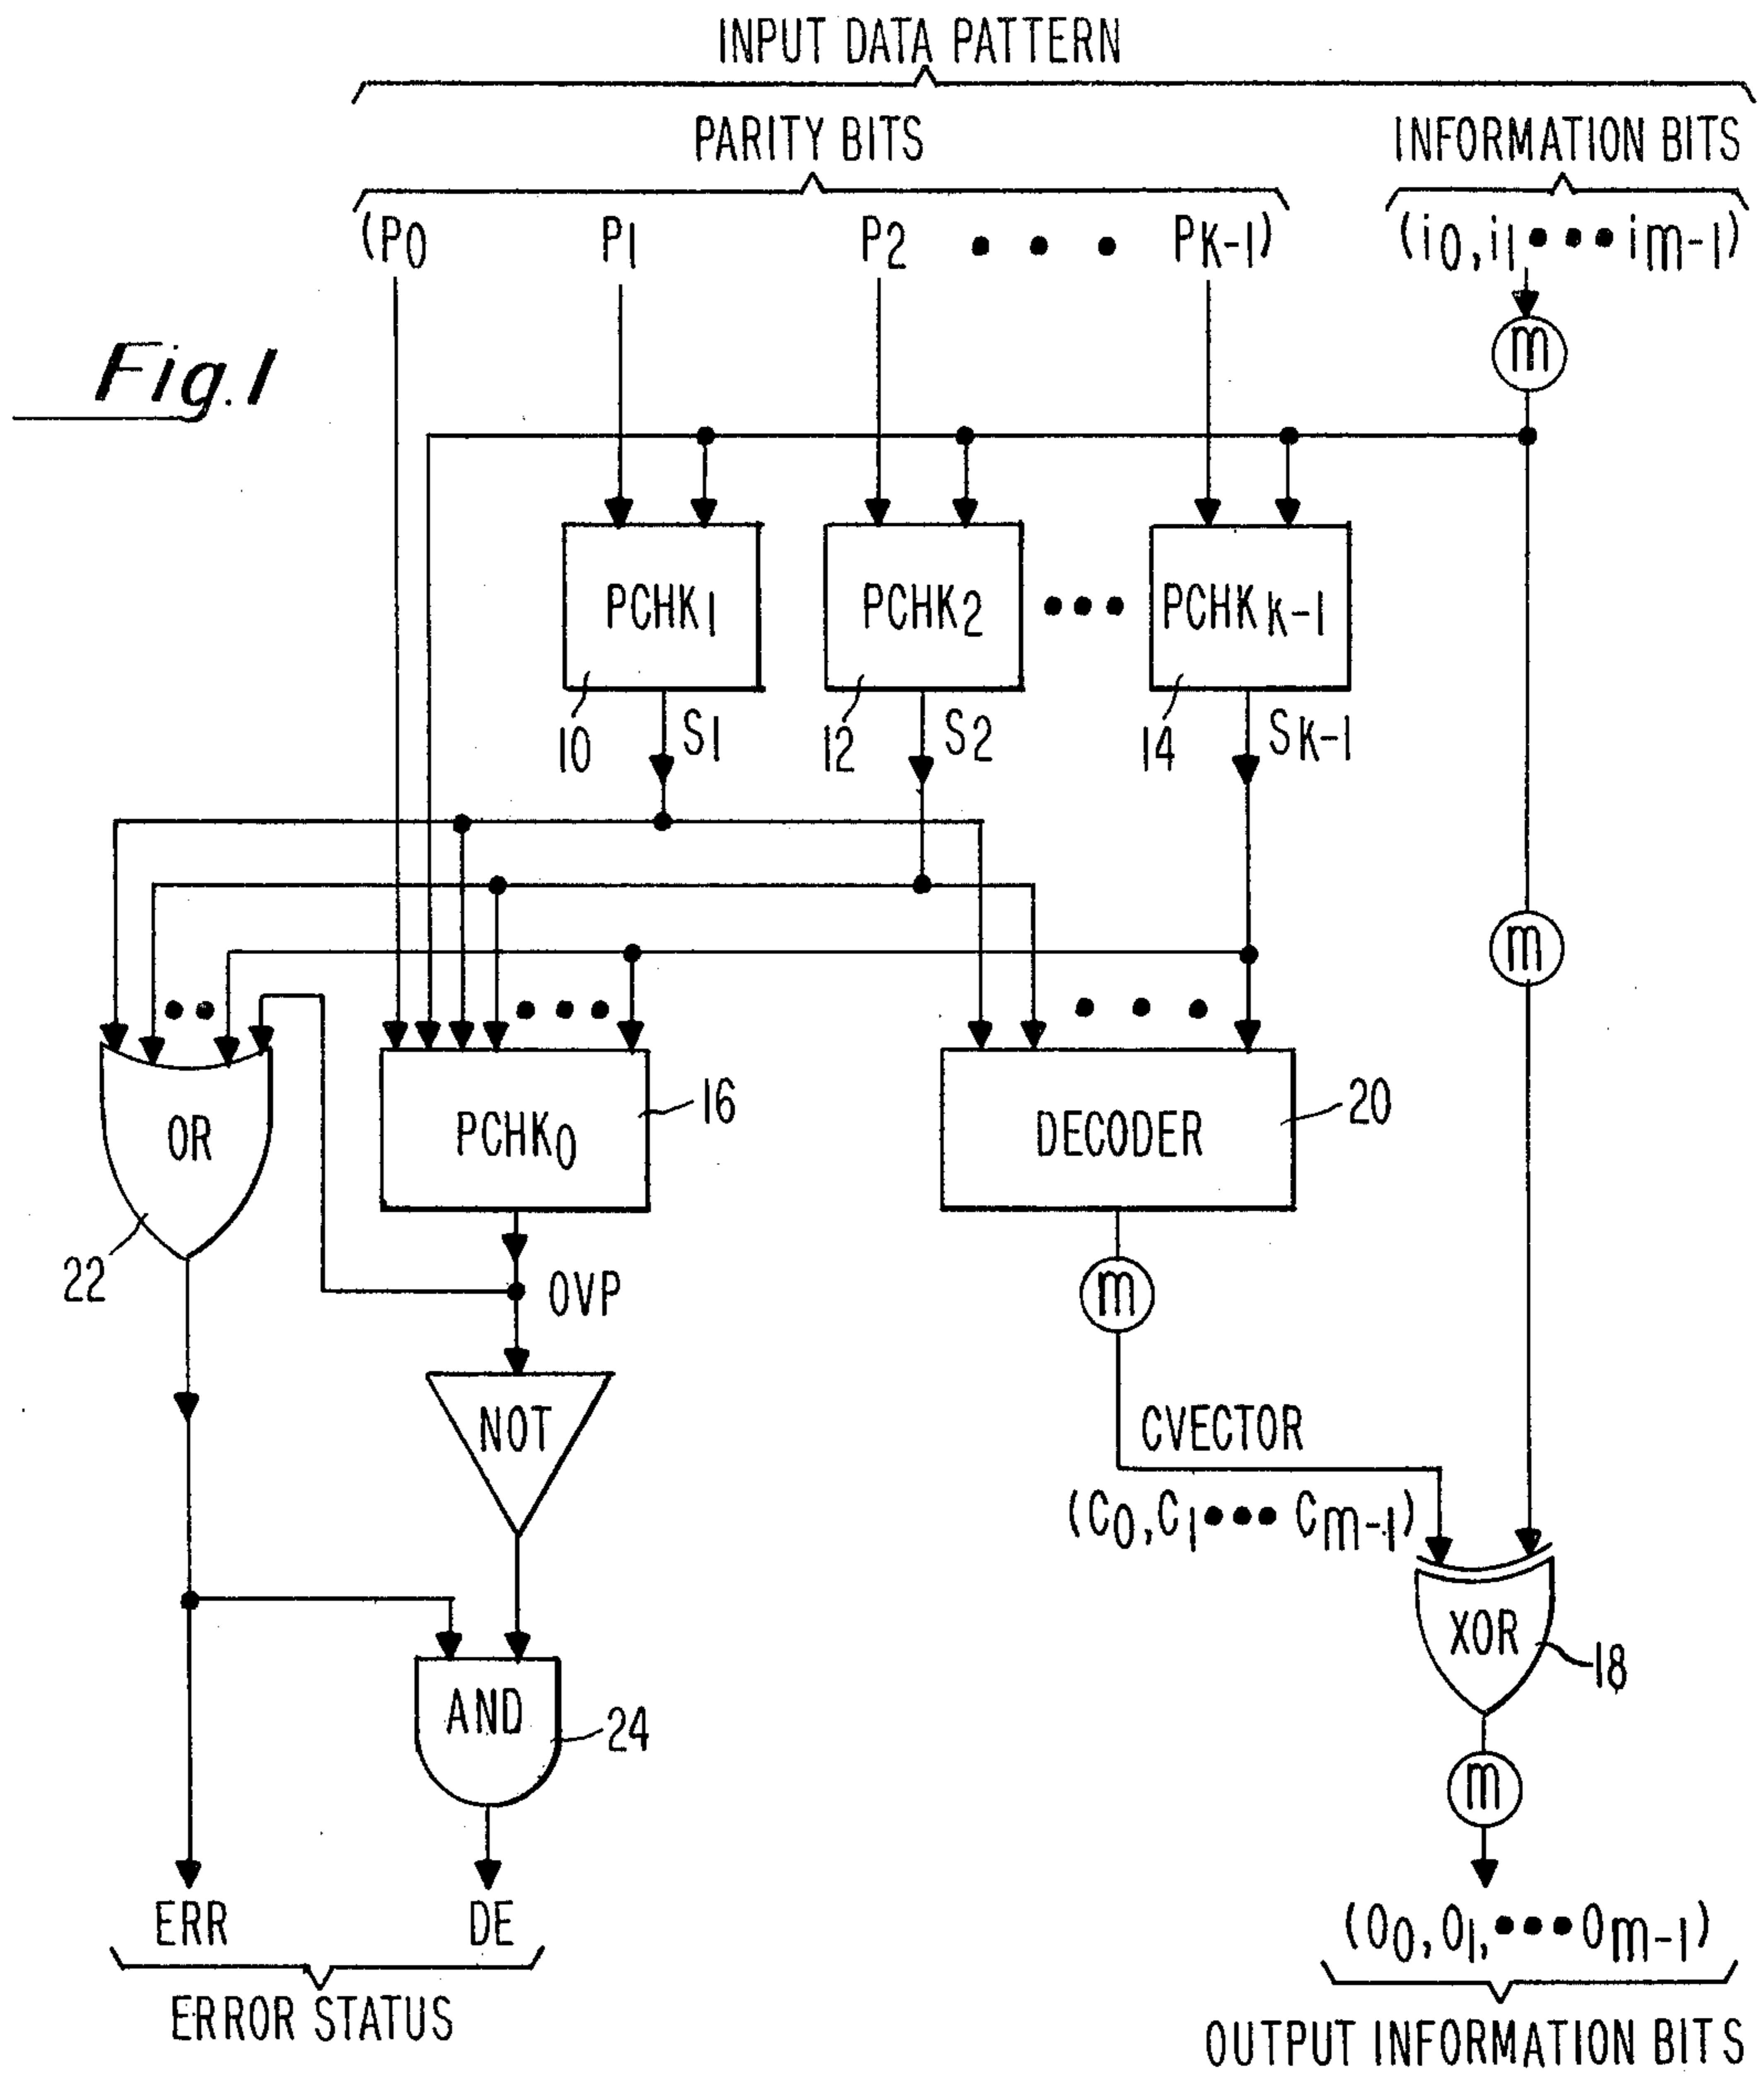 INPUT DATA PATTERN
PARITY BITS INFORMATION BITS
(P0 P1 P2 • • • PK-1) (i0,i1•••im-1)
Fig.1
m
PCHK1 PCHK2 ••• PCHKK-1
10 S1 12 S2 14 SK-1
m
•• ••• • • •
OR PCHK0 16 DECODER 20
22 OVP m
NOT CVECTOR
(C0,C1••• Cm-1)
XOR 18
AND 24
m
ERR DE (O0,O1,•••Om-1)
ERROR STATUS OUTPUT INFORMATION BITS